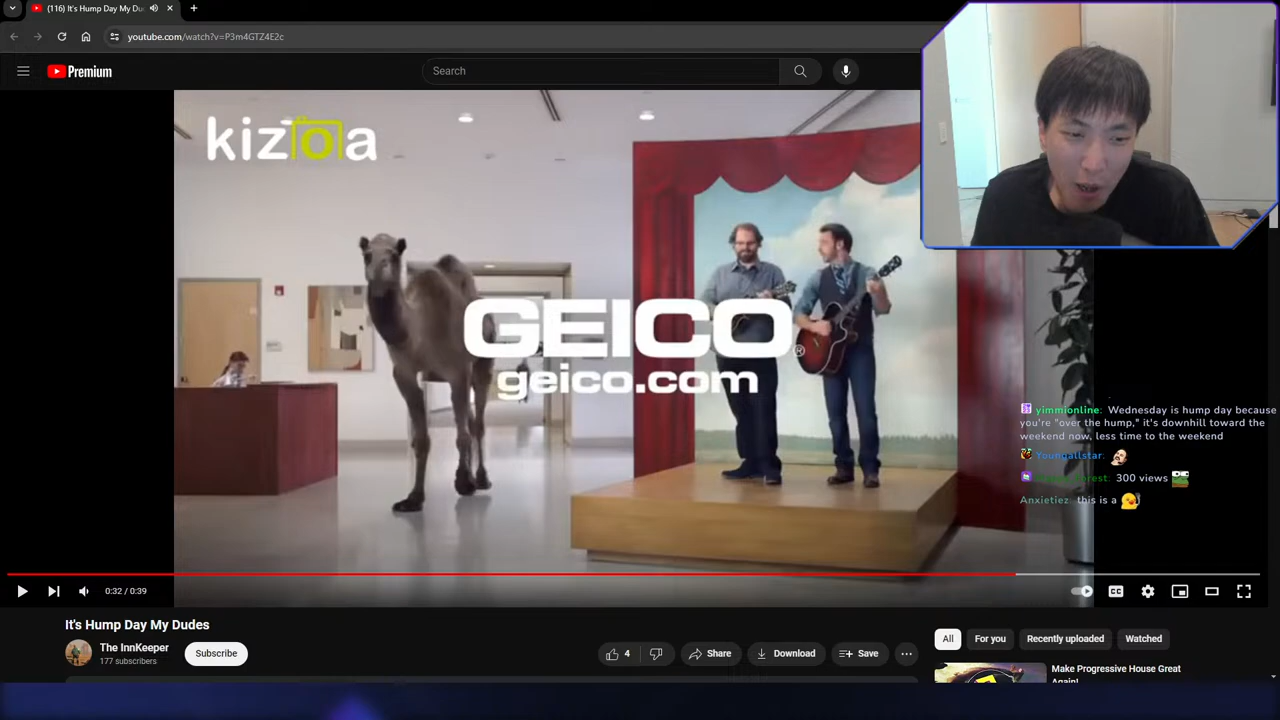 (116) It's Hump Day My Du
youtube.com/watch?v=P3m4GTZ4E2c
Premium
Search
kizoa
GEICO®
geico.com
yimmionline: Wednesday is hump day because
you're "over the hump," it's downhill toward the
weekend now, less time to the weekend
Youngallstar:
300 views
Anxietiez: this is a
0:32 / 0:39
CC
It's Hump Day My Dudes
The InnKeeper
177 subscribers
Subscribe
4
Share
Download
Save
All
For you
Recently uploaded
Watched
Make Progressive House Great
Again!